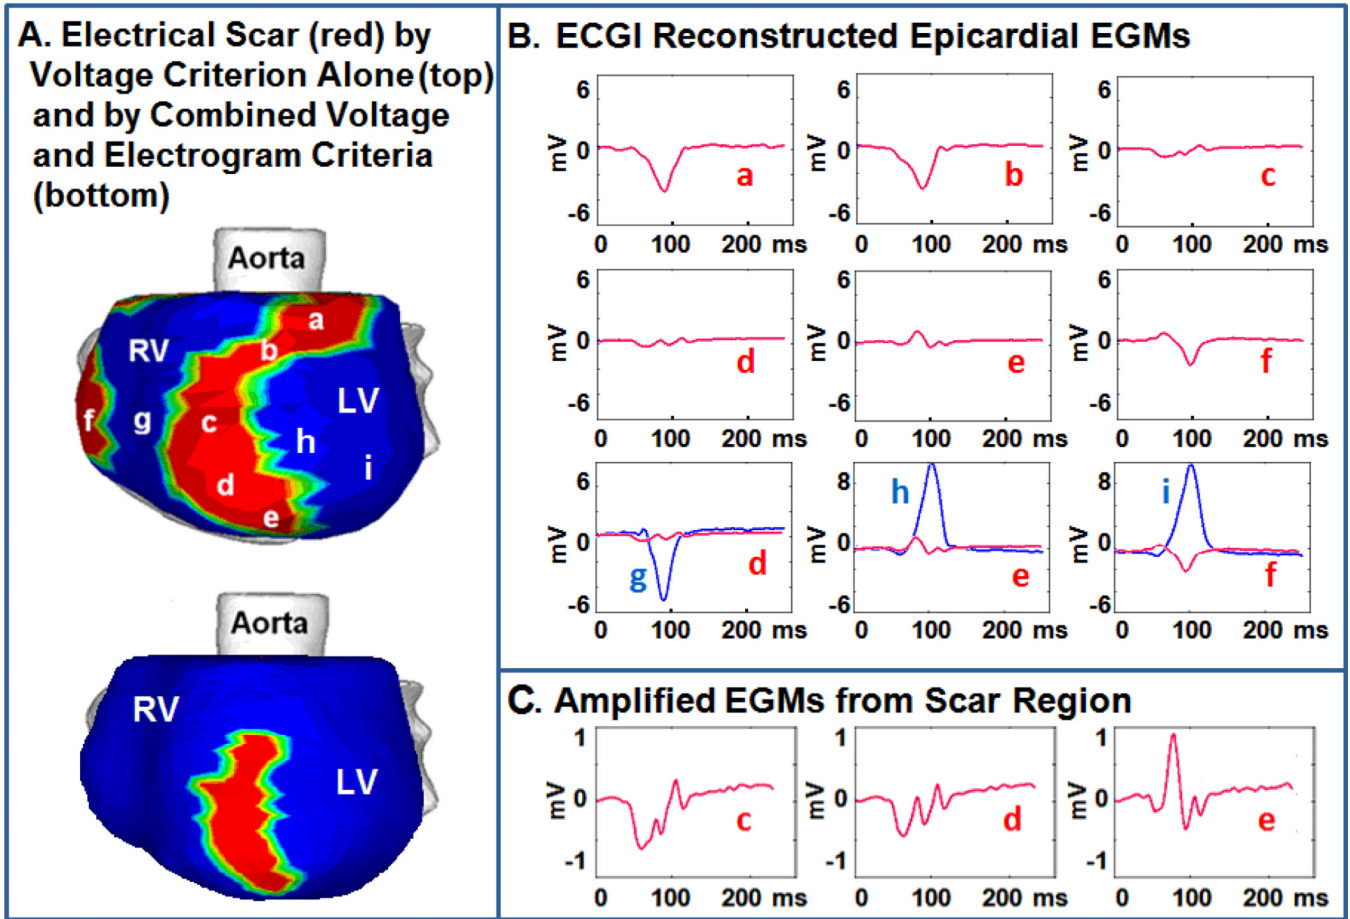 A. Electrical Scar (red) by
Voltage Criterion Alone (top)
and by Combined Voltage
and Electrogram Criteria
(bottom)
Aorta
RV
LV
a
b
c
d
e
f
g
h
i
Aorta
RV
LV
B. ECGI Reconstructed Epicardial EGMs
6
0
-6
mV
a
0 100 200 ms
6
0
-6
mV
b
0 100 200 ms
6
0
-6
mV
c
0 100 200 ms
6
0
-6
mV
d
0 100 200 ms
6
0
-6
mV
e
0 100 200 ms
6
0
-6
mV
f
0 100 200 ms
6
0
-6
mV
g
d
0 100 200 ms
8
0
-6
mV
h
e
0 100 200 ms
8
0
-6
mV
i
f
0 100 200 ms
C. Amplified EGMs from Scar Region
1
0
-1
mV
c
0 100 200 ms
1
0
-1
mV
d
0 100 200 ms
1
0
-1
mV
e
0 100 200 ms